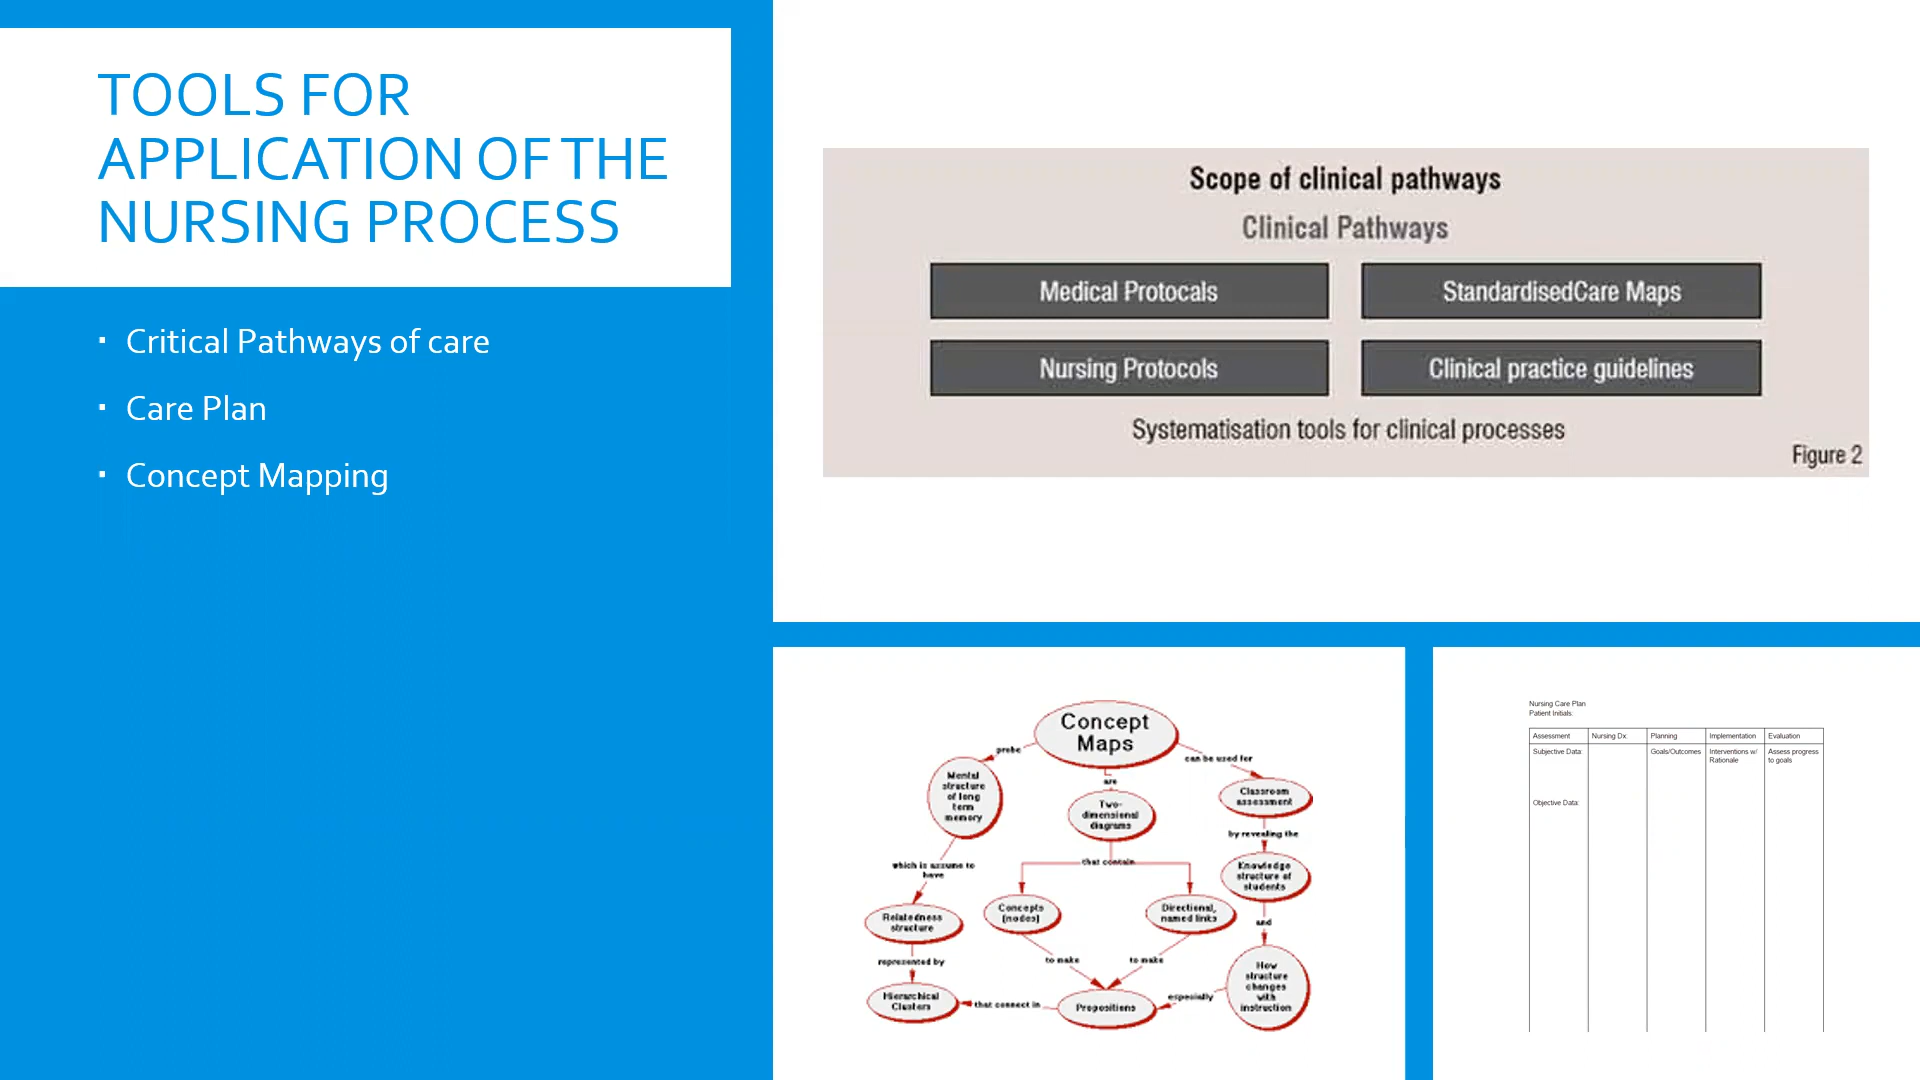 TOOLS FOR
APPLICATION OF THE
NURSING PROCESS
▪ Critical Pathways of care
▪ Care Plan
▪ Concept Mapping
Scope of clinical pathways
Clinical Pathways
Medical Protocals
StandardisedCare Maps
Nursing Protocols
Clinical practice guidelines
Systematisation tools for clinical processes
Figure 2
Concept
Maps
probe
are
can be used for
Mental
structure
of long
term
memory
Two-
dimensional
diagrams
Classroom
assessment
which is assume to
have
that contain
by revealing the
Knowledge
structure of
students
Relatedness
structure
Concepts
(nodes)
Directional,
named links
and
represented by
to make
to make
How
structure
changes
with
instruction
Hierarchical
Clusters
that connect in
Propositions
especially
Nursing Care Plan
Patient Initials:
Assessment Nursing Dx: Planning Implementation Evaluation
Subjective Data: Goals/Outcomes Interventions w/ Assess progress
Rationale to goals
Objective Data: